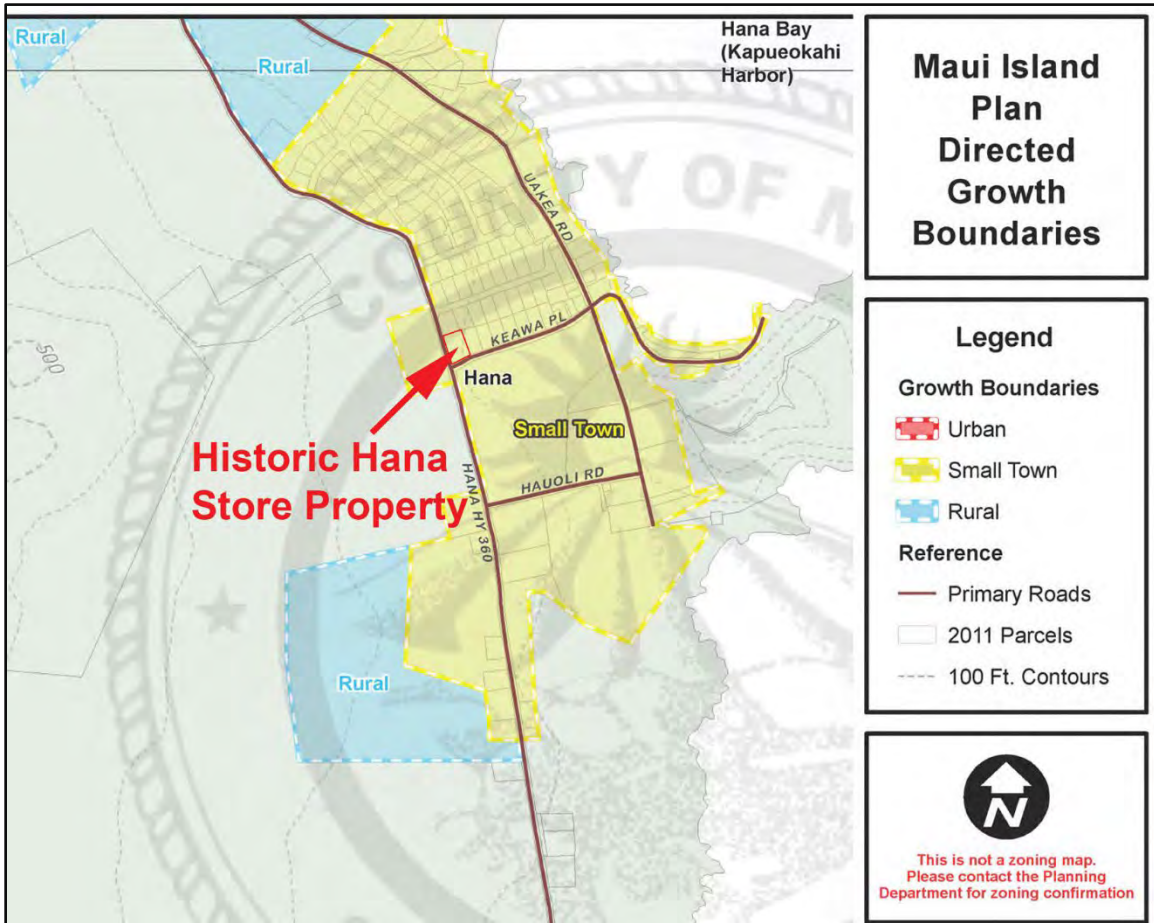 Rural
Rural
Hana Bay
(Kapueokahi
Harbor)
COUNTY OF M
UAKEA RD
KEAWA PL
Hana
500
Historic Hana
Store Property
Small Town
HAUOLI RD
HANA HY 360
Rural
Maui Island
Plan
Directed
Growth
Boundaries
Legend
Growth Boundaries
Urban
Small Town
Rural
Reference
Primary Roads
2011 Parcels
100 Ft. Contours
N
This is not a zoning map.
Please contact the Planning
Department for zoning confirmation